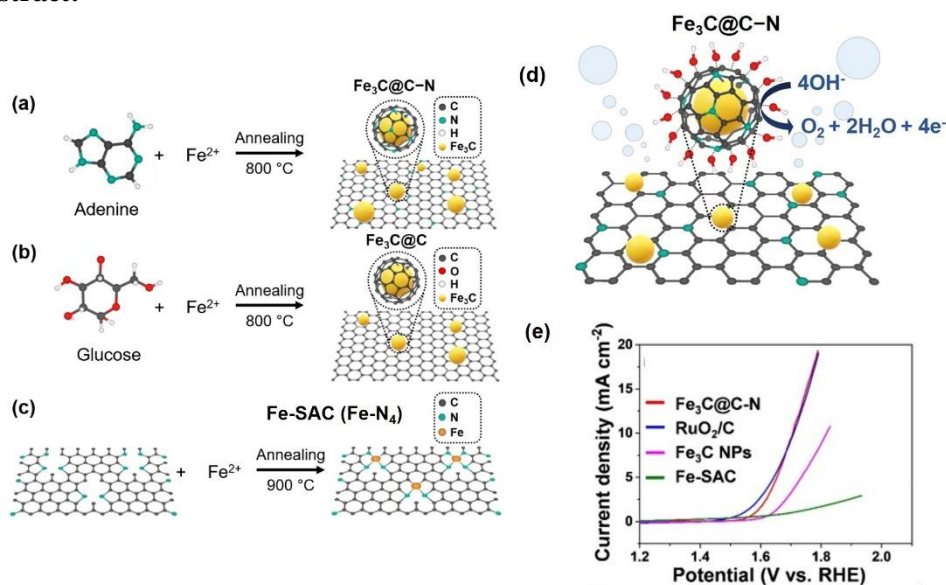 (a)
Adenine
+
Fe²⁺
Annealing
800 °C
Fe₃C@C−N
C
N
H
Fe₃C
(b)
Glucose
+
Fe²⁺
Annealing
800 °C
Fe₃C@C
C
O
H
Fe₃C
(c)
+
Fe²⁺
Annealing
900 °C
Fe-SAC (Fe-N₄)
C
N
Fe
(d)
Fe₃C@C−N
4OH⁻
O₂ + 2H₂O + 4e⁻
(e)
Current density (mA cm⁻²)
20
15
10
5
0
Fe₃C@C-N
RuO₂/C
Fe₃C NPs
Fe-SAC
1.2 1.4 1.6 1.8 2.0
Potential (V vs. RHE)